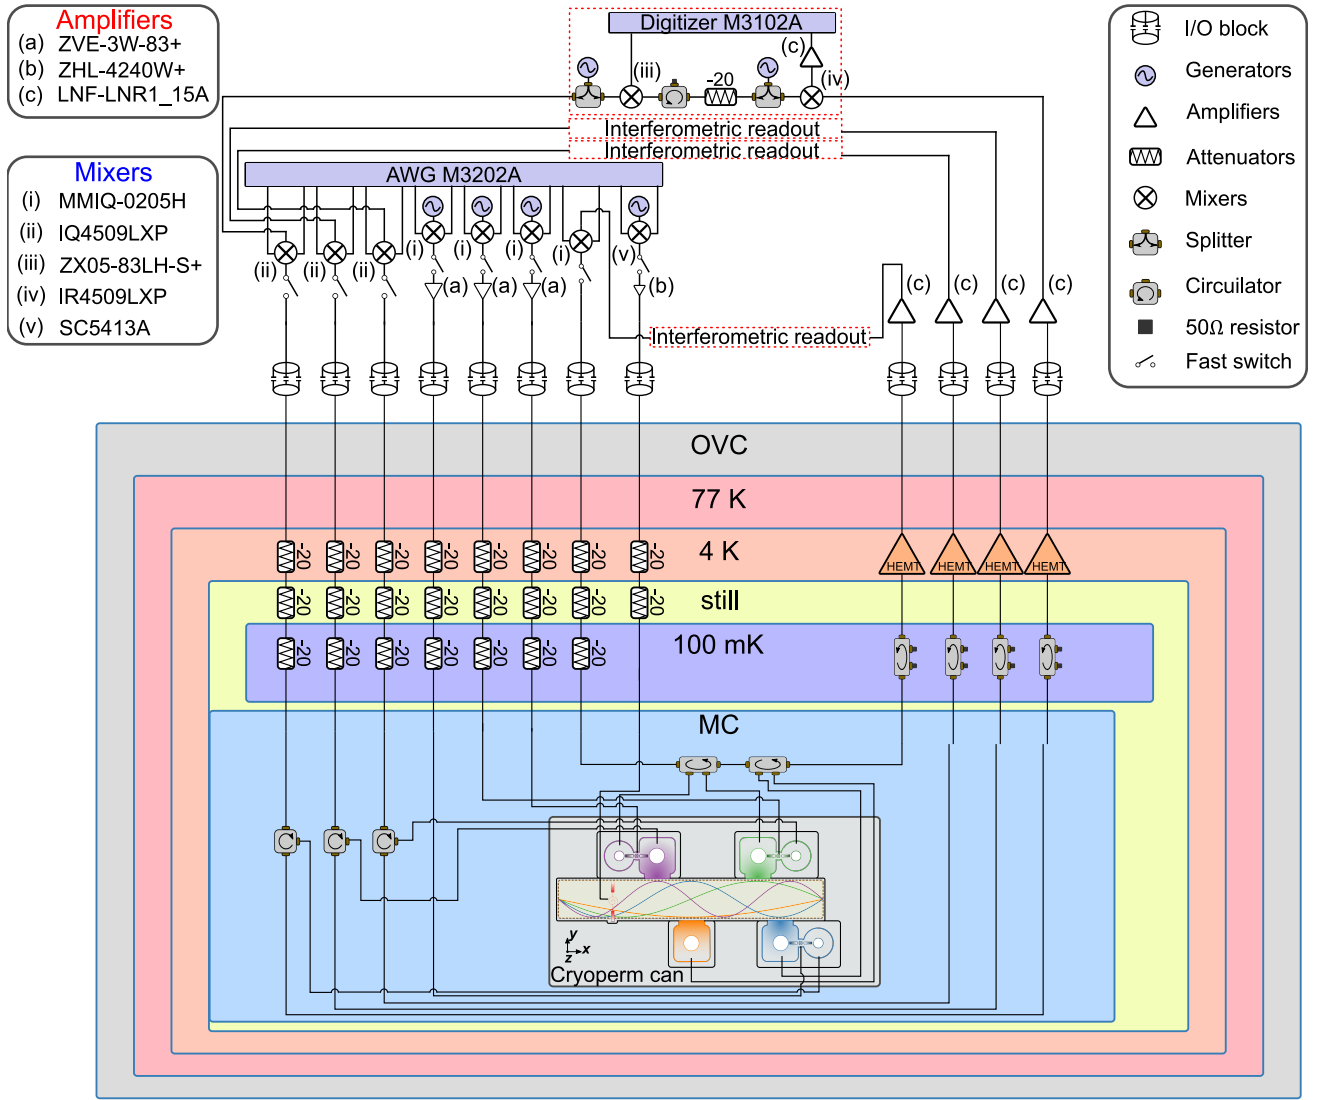 Amplifiers
(a) ZVE-3W-83+
(b) ZHL-4240W+
(c) LNF-LNR1_15A
Mixers
(i) MMIQ-0205H
(ii) IQ4509LXP
(iii) ZX05-83LH-S+
(iv) IR4509LXP
(v) SC5413A
Digitizer M3102A
(c)
(iii)
-20
(iv)
Interferometric readout
Interferometric readout
AWG M3202A
(ii)
(ii)
(ii)
(i)
(i)
(i)
(i)
(v)
(a)
(a)
(a)
(b)
Interferometric readout
(c)
(c)
(c)
(c)
I/O block
Generators
Amplifiers
Attenuators
Mixers
Splitter
Circuilator
50Ω resistor
Fast switch
OVC
77 K
4 K
-20
-20
-20
-20
-20
-20
-20
-20
HEMT
HEMT
HEMT
HEMT
still
-20
-20
-20
-20
-20
-20
-20
-20
100 mK
-20
-20
-20
-20
-20
-20
-20
MC
y
x
z
Cryoperm can